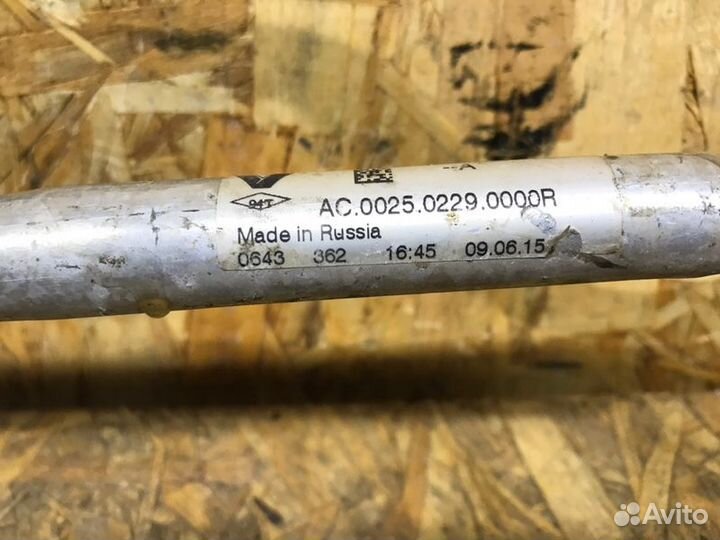 -A
AC.0025.0229.0000R
Made in Russia
0643 362 16:45 09.06.15
Avito